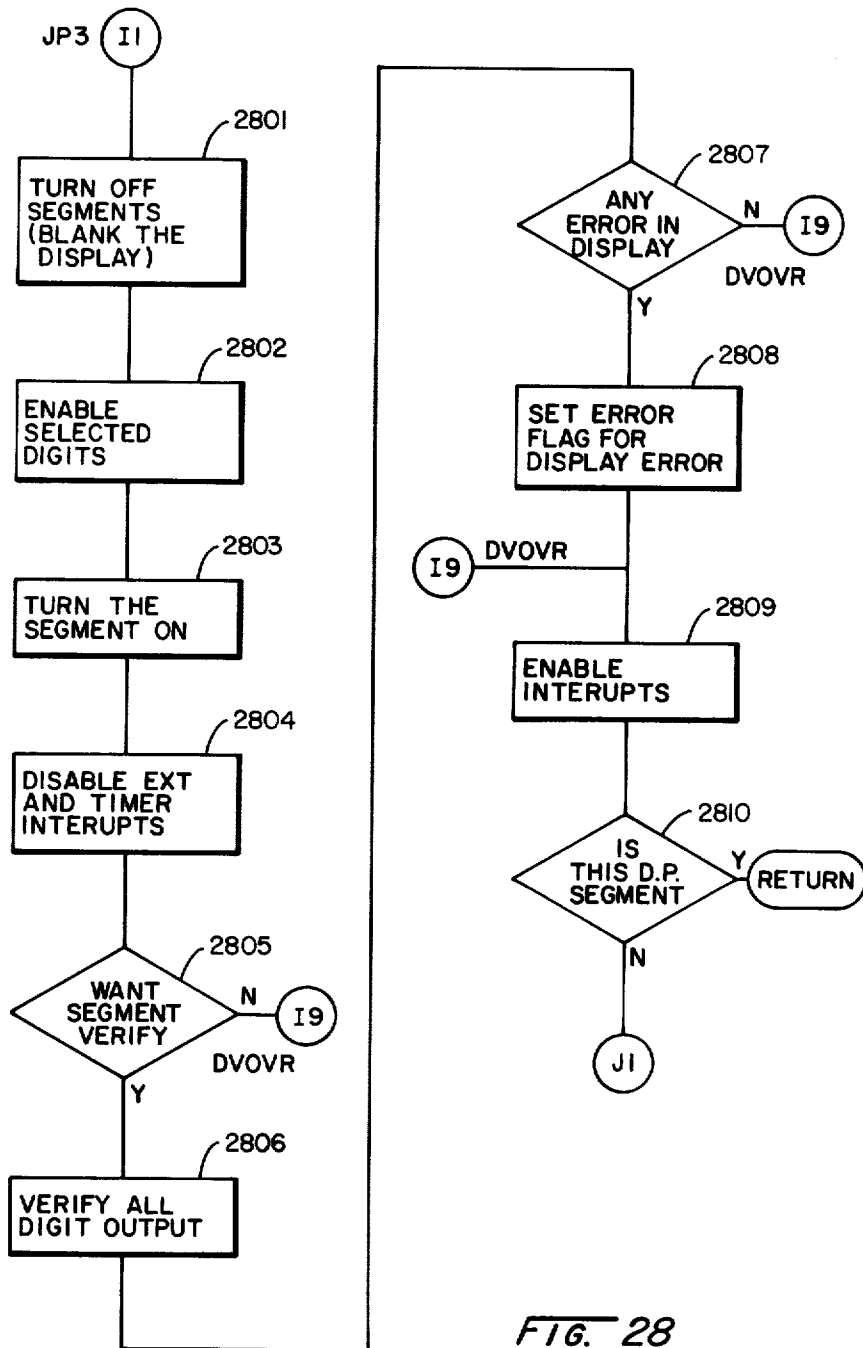 JP3 I1
2801
TURN OFF
SEGMENTS
(BLANK THE
DISPLAY)
2802
ENABLE
SELECTED
DIGITS
2803
TURN THE
SEGMENT ON
2804
DISABLE EXT
AND TIMER
INTERUPTS
2805
WANT
SEGMENT
VERIFY
N I9
DVOVR
Y
2806
VERIFY ALL
DIGIT OUTPUT
2807
ANY
ERROR IN
DISPLAY
N I9
DVOVR
Y
2808
SET ERROR
FLAG FOR
DISPLAY ERROR
I9 DVOVR
2809
ENABLE
INTERUPTS
2810
IS
THIS D.P.
SEGMENT
Y RETURN
N
J1
FIG. 28